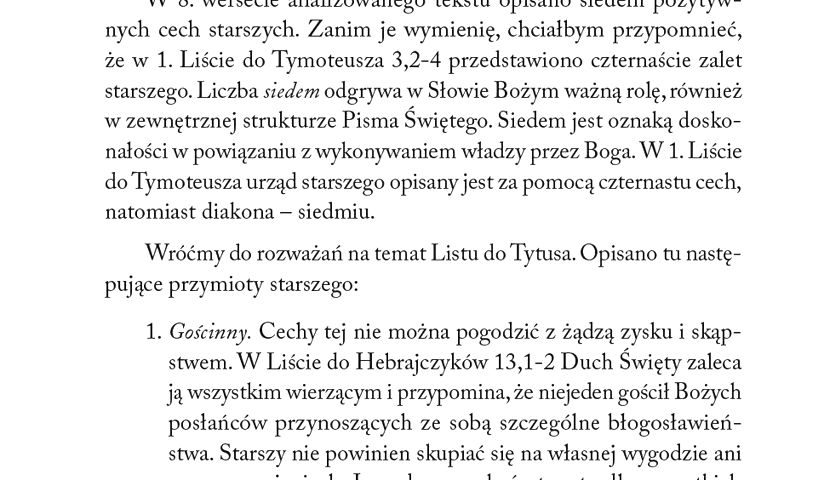 W 8. wersecie analizowanego tekstu opisano siedem pozytyw-
nych cech starszych. Zanim je wymienię, chciałbym przypomnieć,
że w 1. Liście do Tymoteusza 3,2-4 przedstawiono czternaście zalet
starszego. Liczba siedem odgrywa w Słowie Bożym ważną rolę, również
w zewnętrznej strukturze Pisma Świętego. Siedem jest oznaką dosko-
nałości w powiązaniu z wykonywaniem władzy przez Boga. W 1. Liście
do Tymoteusza urząd starszego opisany jest za pomocą czternastu cech,
natomiast diakona – siedmiu.
Wróćmy do rozważań na temat Listu do Tytusa. Opisano tu nastę-
pujące przymioty starszego:
1. Gościnny. Cechy tej nie można pogodzić z żądzą zysku i skąp-
stwem. W Liście do Hebrajczyków 13,1-2 Duch Święty zaleca
ją wszystkim wierzącym i przypomina, że niejeden gościł Bożych
posłańców przynoszących ze sobą szczególne błogosławień-
stwa. Starszy nie powinien skupiać się na własnej wygodzie ani